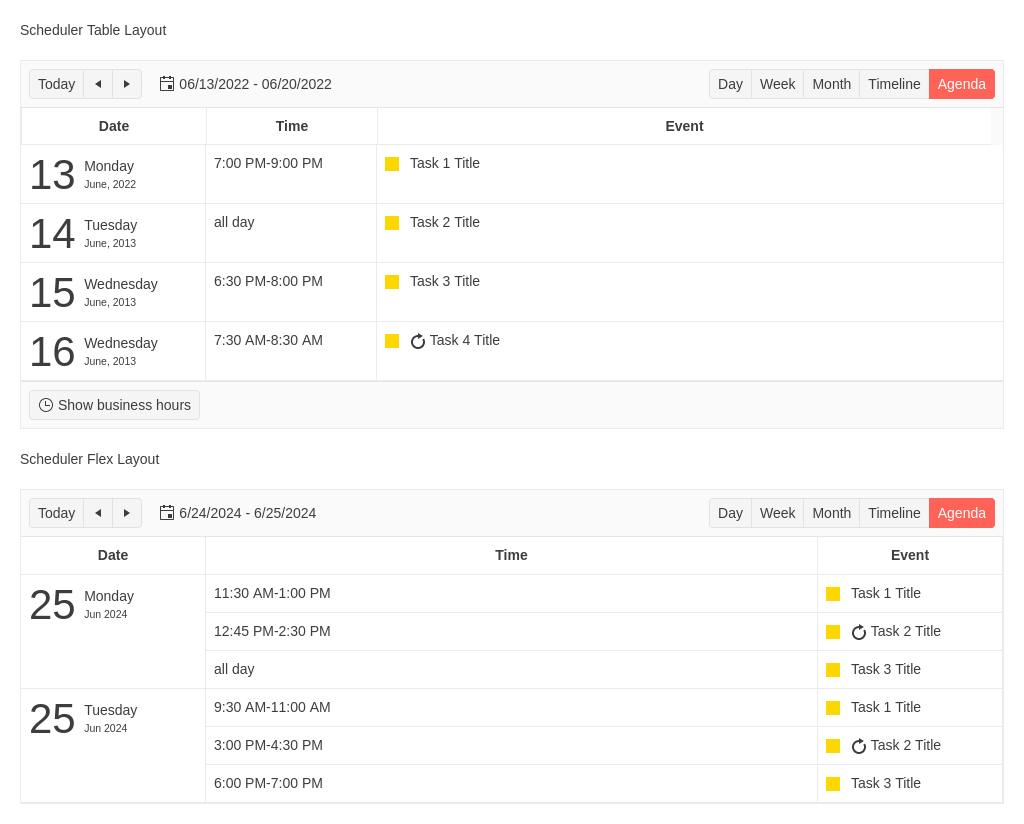 Scheduler Table Layout
Today 06/13/2022 - 06/20/2022 Day Week Month Timeline Agenda
Date Time Event
13 Monday 7:00 PM-9:00 PM Task 1 Title
June, 2022
14 Tuesday all day Task 2 Title
June, 2013
15 Wednesday 6:30 PM-8:00 PM Task 3 Title
June, 2013
16 Wednesday 7:30 AM-8:30 AM Task 4 Title
June, 2013
Show business hours
Scheduler Flex Layout
Today 6/24/2024 - 6/25/2024 Day Week Month Timeline Agenda
Date Time Event
25 Monday 11:30 AM-1:00 PM Task 1 Title
Jun 2024
12:45 PM-2:30 PM Task 2 Title
all day Task 3 Title
25 Tuesday 9:30 AM-11:00 AM Task 1 Title
Jun 2024
3:00 PM-4:30 PM Task 2 Title
6:00 PM-7:00 PM Task 3 Title